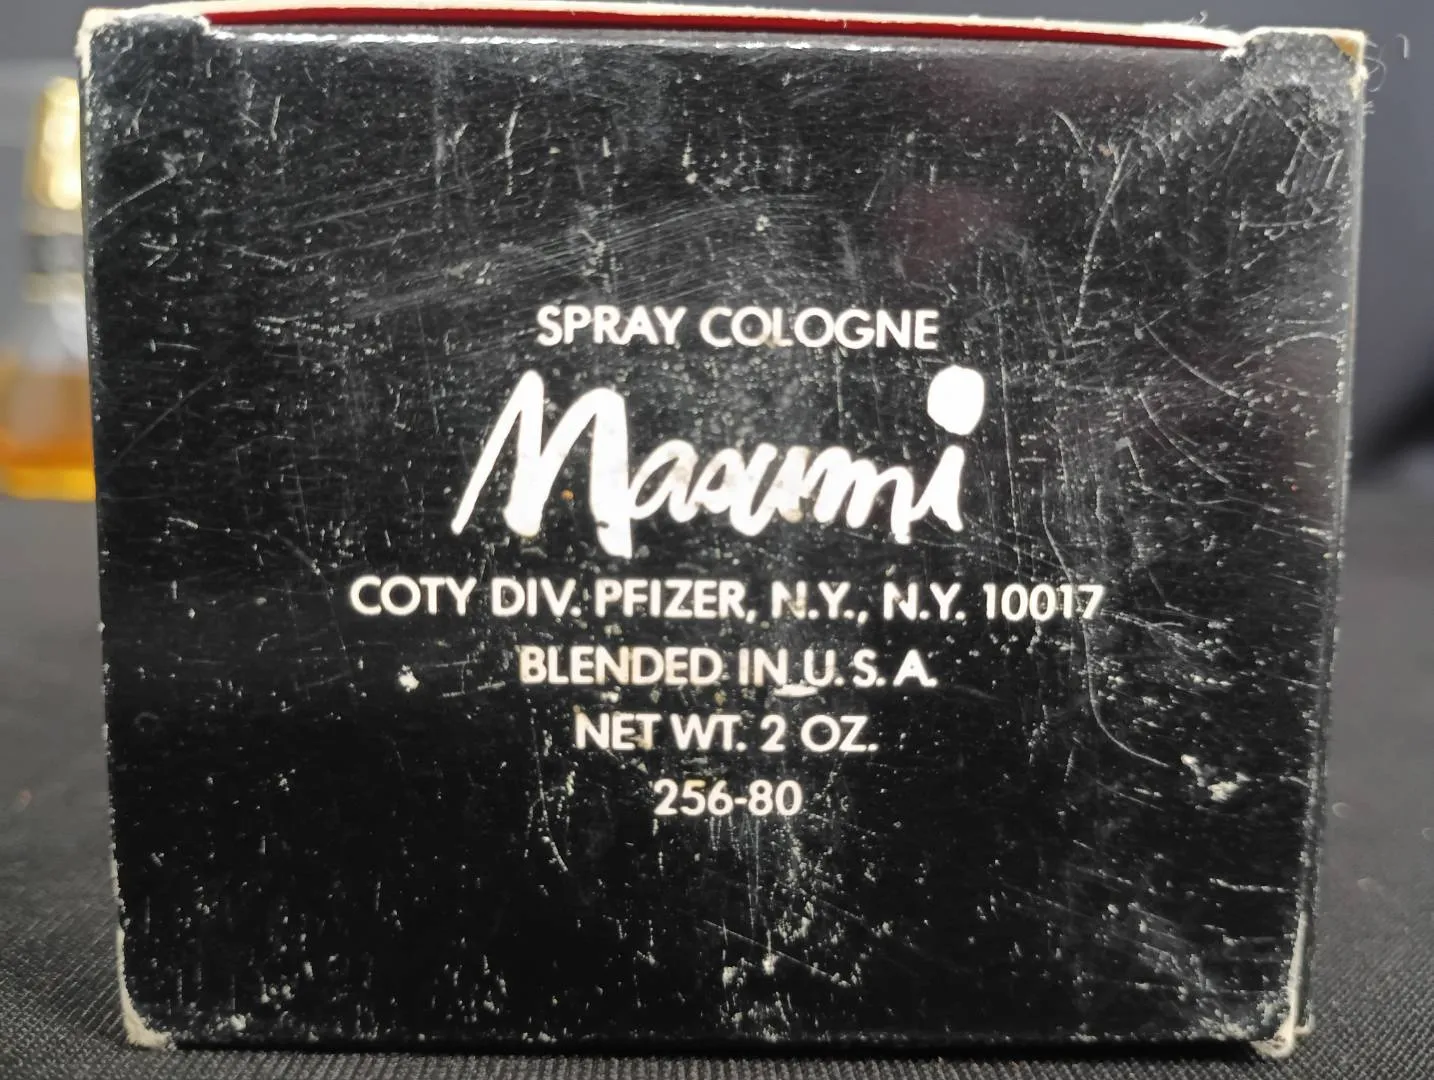 SPRAY COLOGNE
Masumi
COTY DIV. PFIZER, N.Y., N.Y. 10017
BLENDED IN U.S.A.
NET WT. 2 OZ.
256-80